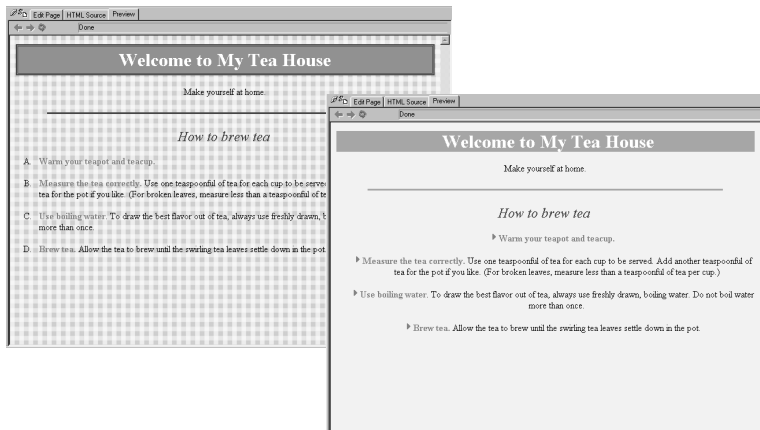 Edit Page HTML Source Preview
Done
Welcome to My Tea House
Make yourself at home.
How to brew tea
A. Warm your teapot and teacup.
B. Measure the tea correctly. Use one teaspoonful of tea for each cup to be serve
tea for the pot if you like. (For broken leaves, measure less than a teaspoonful of te
C. Use boiling water. To draw the best flavor out of tea, always use freshly drawn, b
more than once.
D. Brew tea. Allow the tea to brew until the swirling tea leaves settle down in the pot.
Edit Page HTML Source Preview
Done
Welcome to My Tea House
Make yourself at home.
How to brew tea
Warm your teapot and teacup.
Measure the tea correctly. Use one teaspoonful of tea for each cup to be served. Add another teaspoonful of
tea for the pot if you like. (For broken leaves, measure less than a teaspoonful of tea per cup.)
Use boiling water. To draw the best flavor out of tea, always use freshly drawn, boiling water. Do not boil water
more than once.
Brew tea. Allow the tea to brew until the swirling tea leaves settle down in the pot.